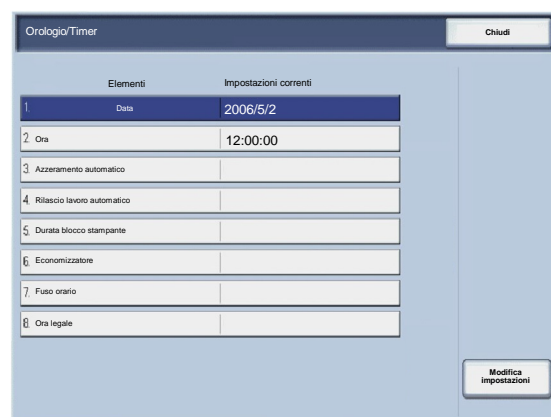 Orologio/Timer
Chiudi
Elementi
Impostazioni correnti
1. Data 2006/5/2
2. Ora 12:00:00
3. Azzeramento automatico
4. Rilascio lavoro automatico
5. Durata blocco stampante
6. Economizzatore
7. Fuso orario
8. Ora legale
Modifica
impostazioni